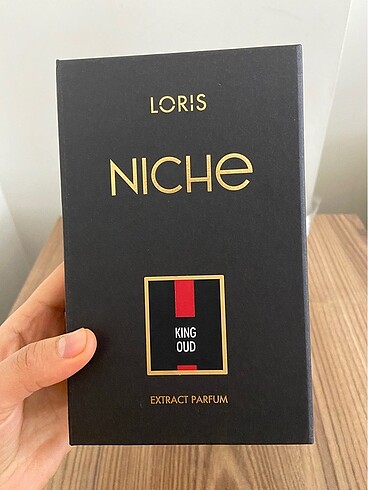 LORIS
NICHe
KING
OUD
EXTRACT PARFUM